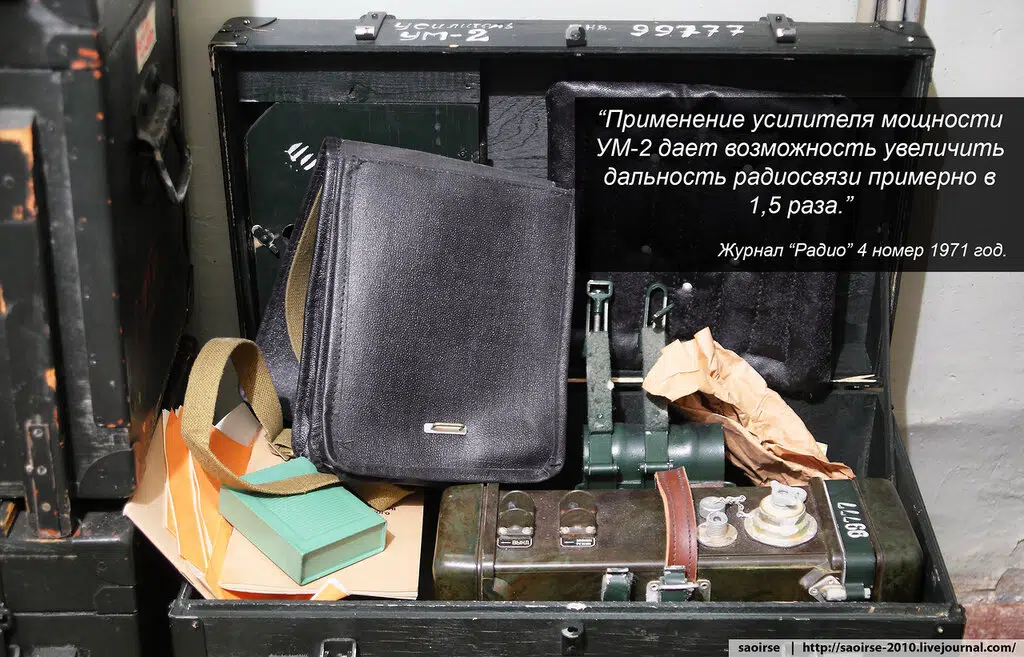 Усилитель
УМ-2
инв. 99777
“Применение усилителя мощности
УМ-2 дает возможность увеличить
дальность радиосвязи примерно в
1,5 раза.”
Журнал “Радио” 4 номер 1971 год.
ВЫКЛ
saoirse | http://saoirse-2010.livejournal.com/